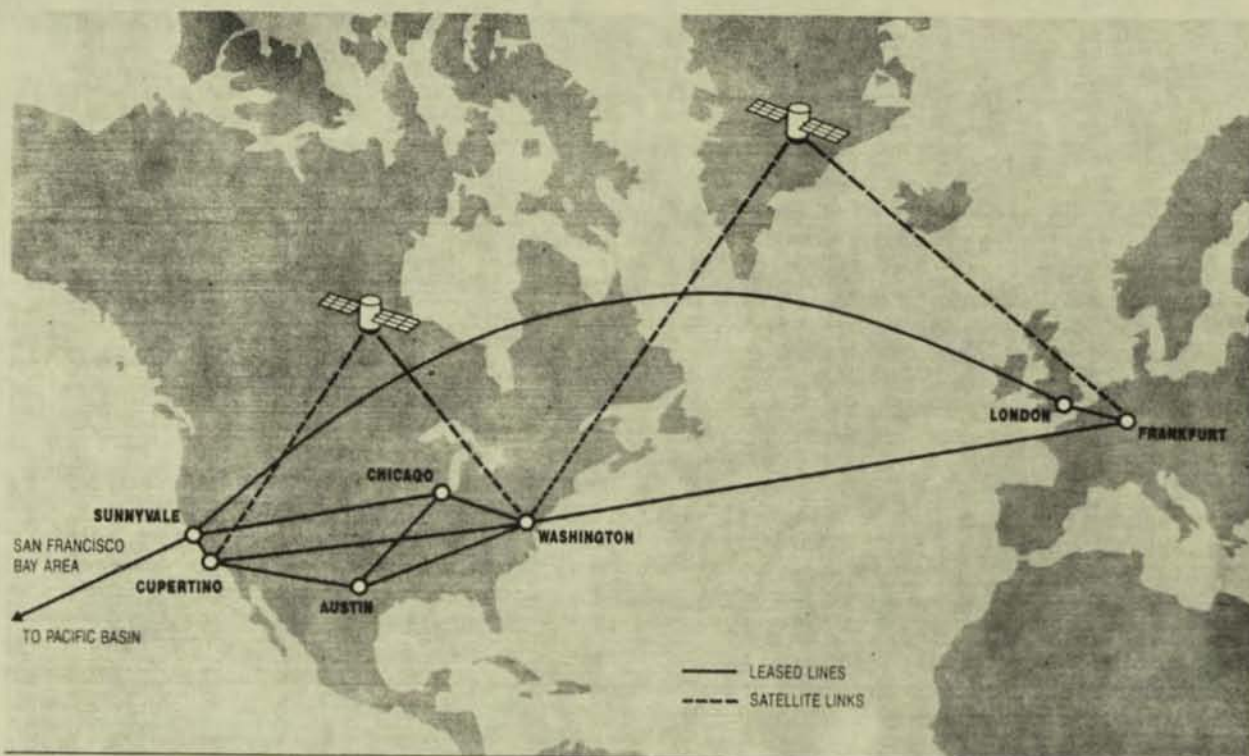 LONDON
FRANKFURT
CHICAGO
SUNNYVALE
WASHINGTON
SAN FRANCISCO
BAY AREA
CUPERTINO
AUSTIN
TO PACIFIC BASIN
LEASED LINES
SATELLITE LINKS